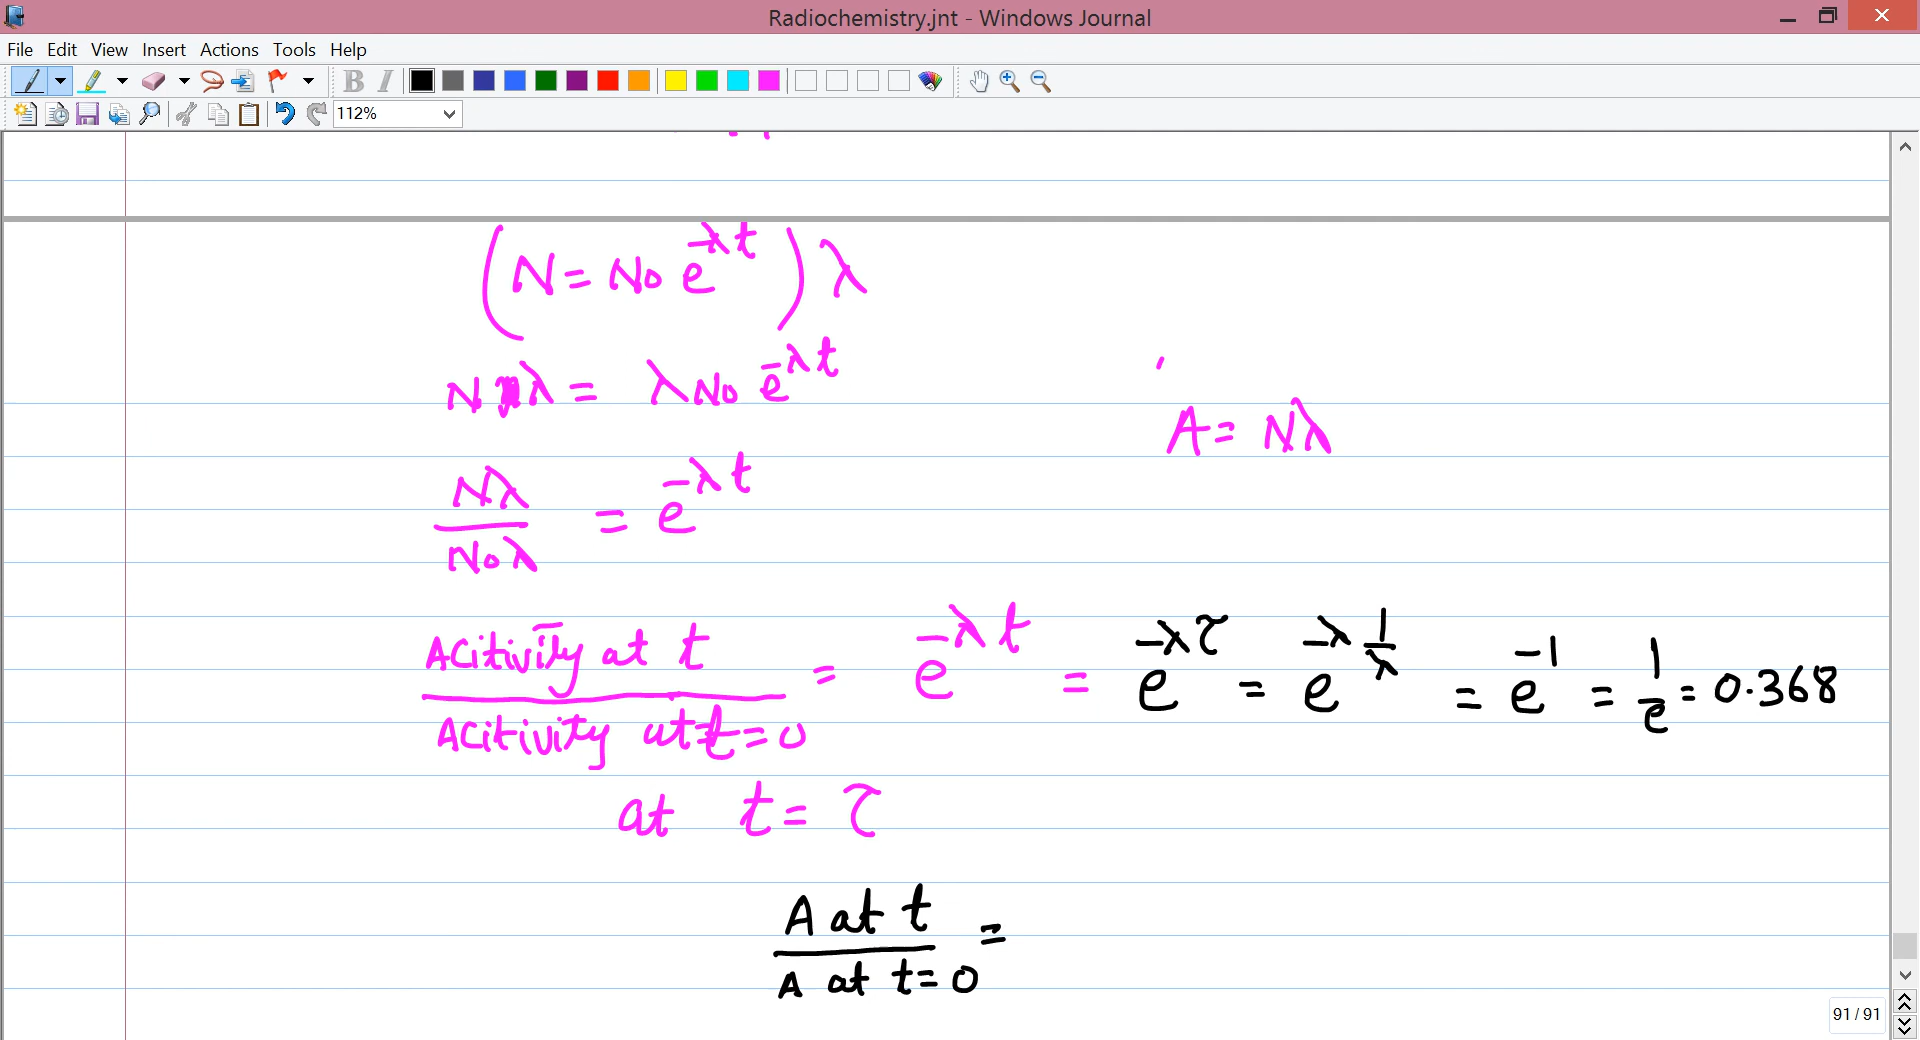 Radiochemistry.jnt - Windows Journal
File Edit View Insert Actions Tools Help
B I
112%
(N = No e^-λt) λ
Nλ = λNo e^-λt
A = Nλ
Nλ / Noλ = e^-λt
Acitivity at t / Acitivity at t=0 = e^-λt = e^-λτ = e^-λ 1/λ = e^-1 = 1/e = 0.368
at t = τ
A at t / A at t=0 =
91 / 91